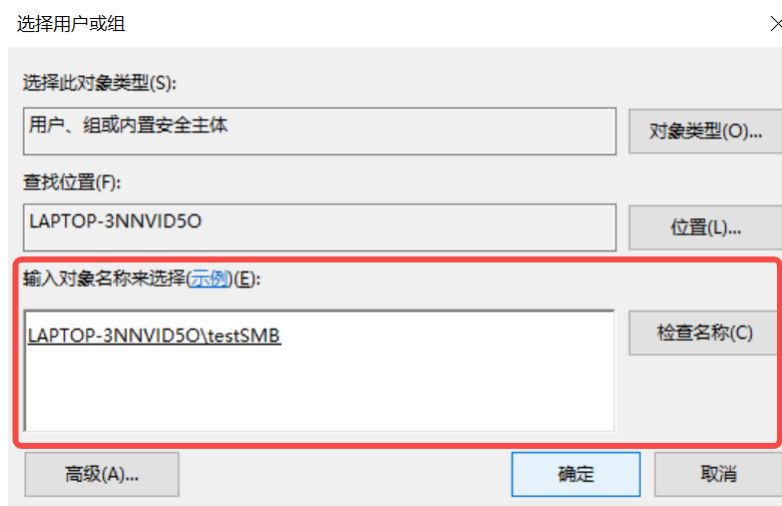 选择用户或组
选择此对象类型(S):
用户、组或内置安全主体
对象类型(O)...
查找位置(F):
LAPTOP-3NNVID5O
位置(L)...
输入对象名称来选择(示例)(E):
LAPTOP-3NNVID5O\testSMB
检查名称(C)
高级(A)...
确定
取消